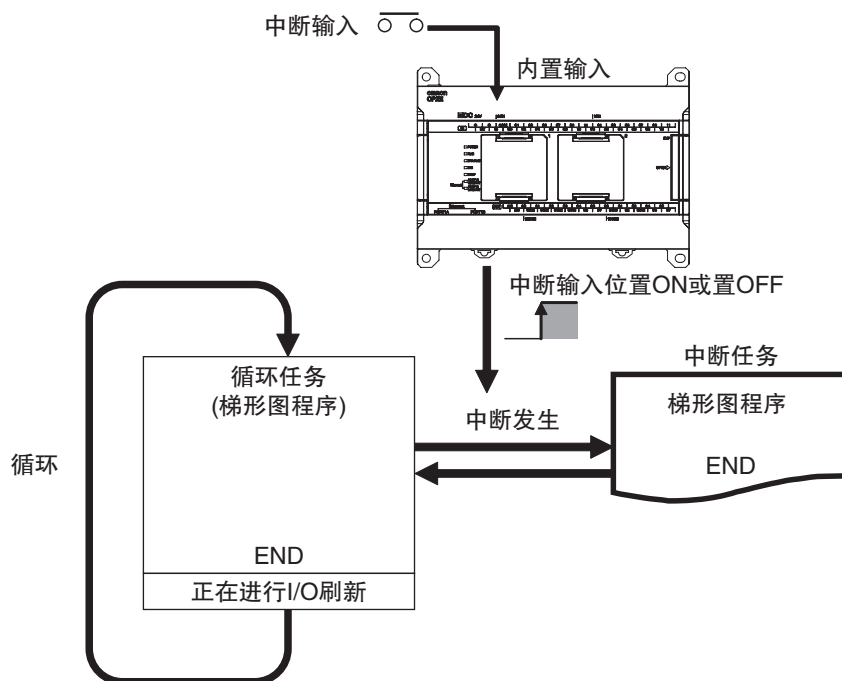 中断输入
内置输入
中断输入位置ON或置OFF
循环任务
(梯形图程序)
中断任务
梯形图程序
中断发生
循环
END
END
正在进行I/O刷新